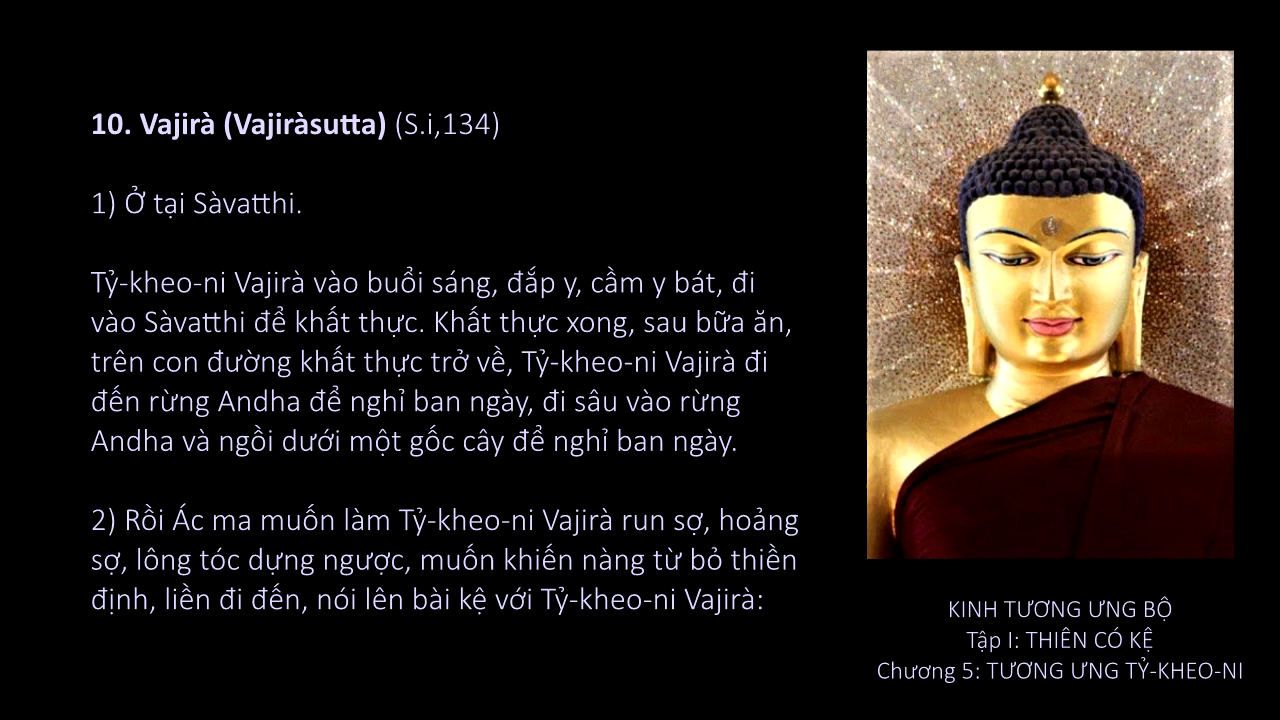 10. Vajirà (Vajiràsutta) (S.i,134)
1) Ở tại Sàvatthi.
Tỷ-kheo-ni Vajirà vào buổi sáng, đắp y, cầm y bát, đi
vào Sàvatthi để khất thực. Khất thực xong, sau bữa ăn,
trên con đường khất thực trở về, Tỷ-kheo-ni Vajirà đi
đến rừng Andha để nghỉ ban ngày, đi sâu vào rừng
Andha và ngồi dưới một gốc cây để nghỉ ban ngày.
2) Rồi Ác ma muốn làm Tỷ-kheo-ni Vajirà run sợ, hoảng
sợ, lông tóc dựng ngược, muốn khiến nàng từ bỏ thiền
định, liền đi đến, nói lên bài kệ với Tỷ-kheo-ni Vajirà:
KINH TƯƠNG ƯNG BỘ
Tập I: THIÊN CÓ KỆ
Chương 5: TƯƠNG ƯNG TỶ-KHEO-NI